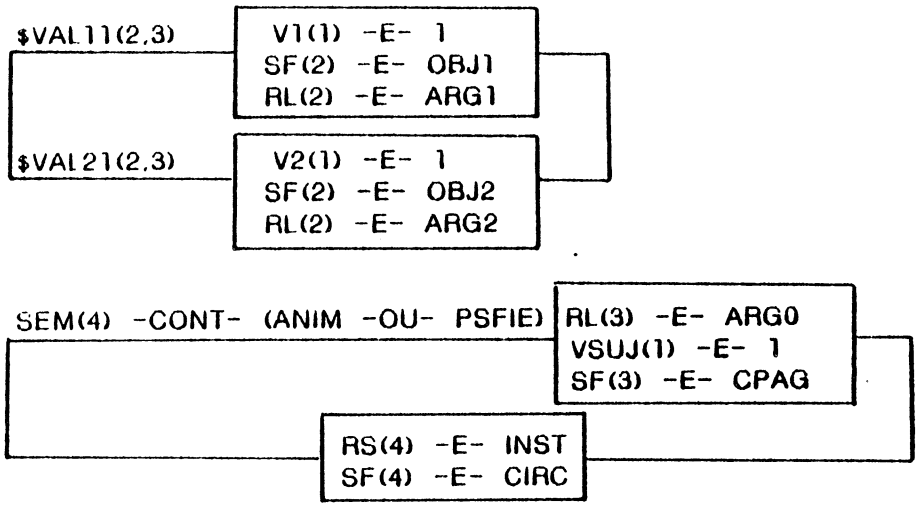 $VAL11(2,3)
V1(1) -E- 1
SF(2) -E- OBJ1
RL(2) -E- ARG1
$VAL21(2,3)
V2(1) -E- 1
SF(2) -E- OBJ2
RL(2) -E- ARG2
SEM(4) -CONT- (ANIM -OU- PSFIE)
RL(3) -E- ARG0
VSUJ(1) -E- 1
SF(3) -E- CPAG
RS(4) -E- INST
SF(4) -E- CIRC